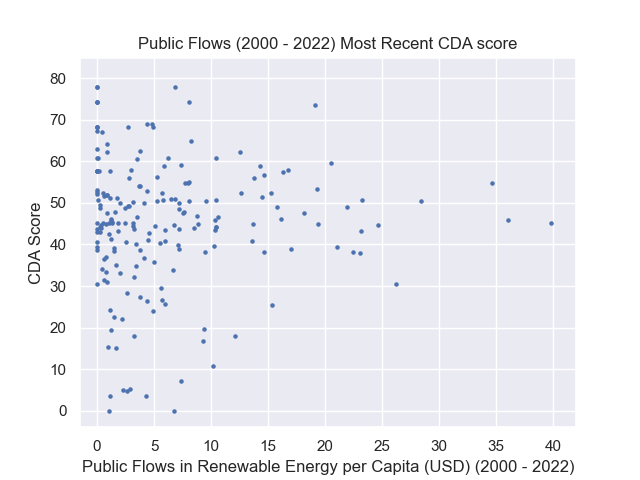 Public Flows (2000 - 2022) Most Recent CDA score
80
70
60
50
40
30
20
10
0
CDA Score
0 5 10 15 20 25 30 35 40
Public Flows in Renewable Energy per Capita (USD) (2000 - 2022)